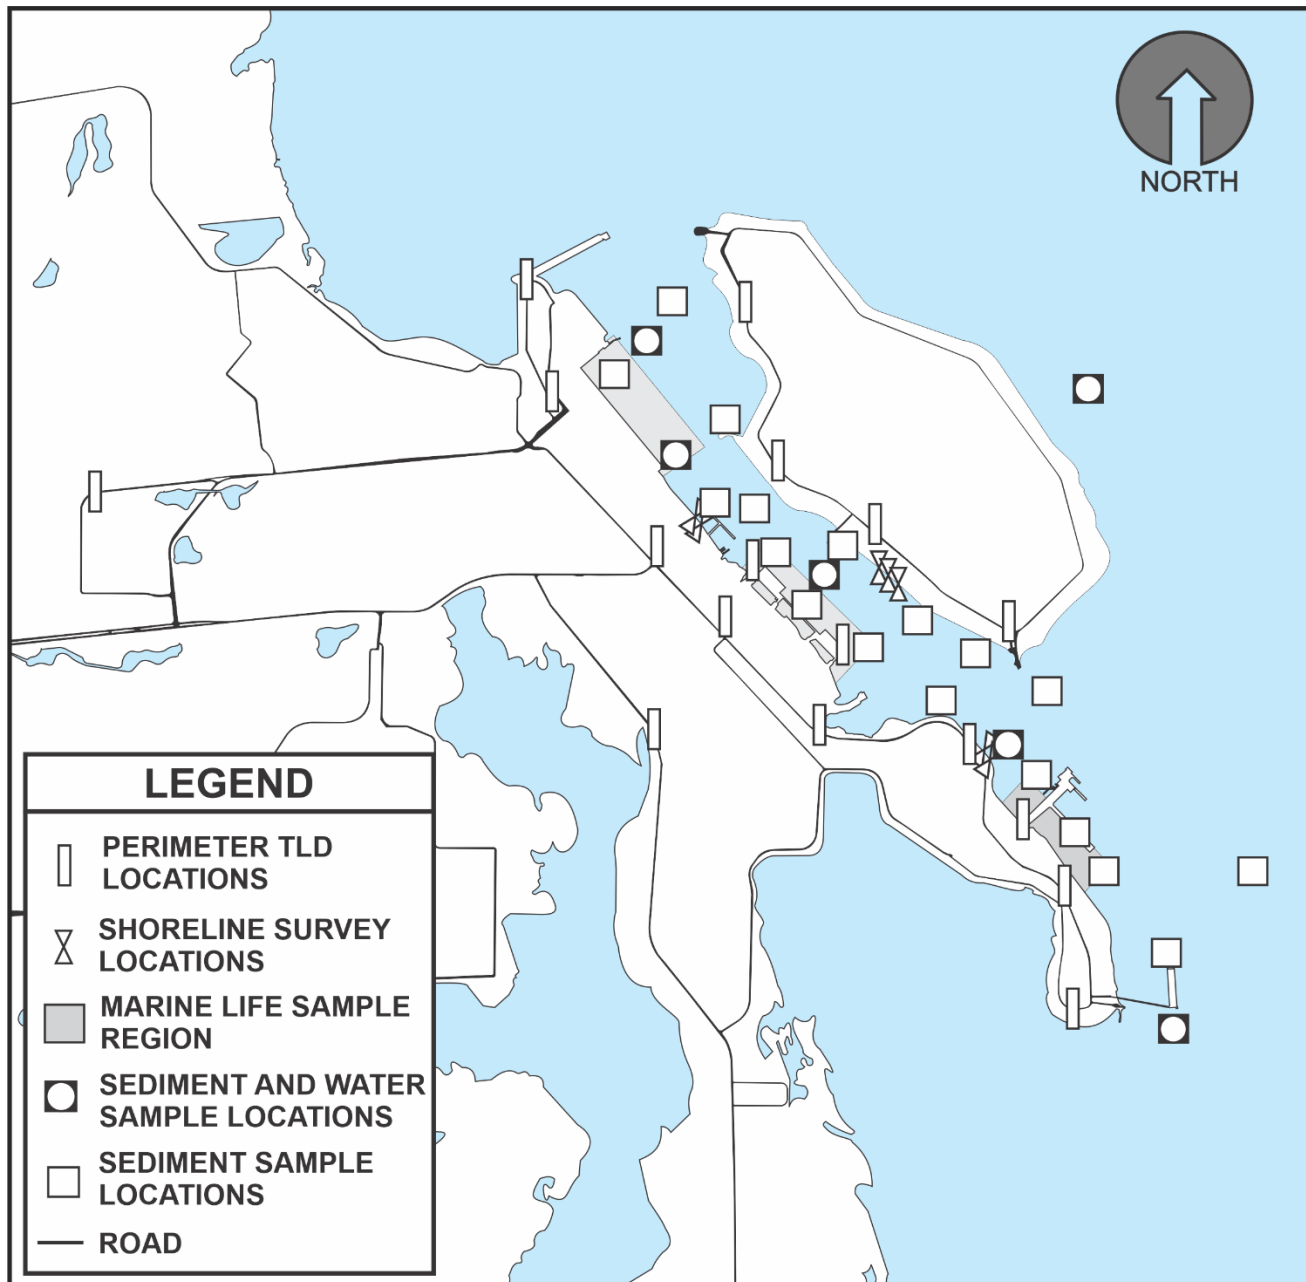 NORTH
LEGEND
PERIMETER TLD
LOCATIONS
SHORELINE SURVEY
LOCATIONS
MARINE LIFE SAMPLE
REGION
SEDIMENT AND WATER
SAMPLE LOCATIONS
SEDIMENT SAMPLE
LOCATIONS
ROAD